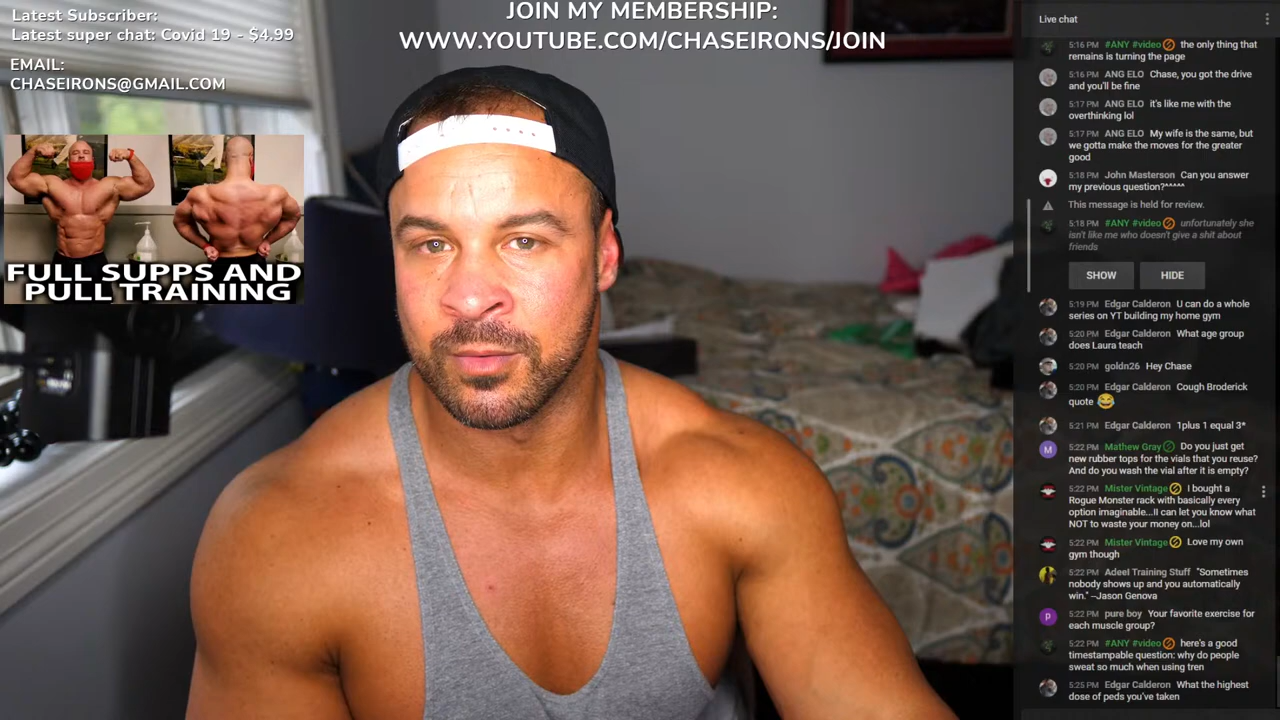 Latest Subscriber:
Latest super chat: Covid 19 - $4.99
EMAIL:
CHASEIRONS@GMAIL.COM
JOIN MY MEMBERSHIP:
WWW.YOUTUBE.COM/CHASEIRONS/JOIN
FULL SUPPS AND
PULL TRAINING
Live chat
5:16 PM #ANY #video the only thing that
remains is turning the page
5:16 PM ANG ELO Chase, you got the drive
and you'll be fine
5:17 PM ANG ELO it's like me with the
overthinking lol
5:17 PM ANG ELO My wife is the same, but
we gotta make the moves for the greater
good
5:18 PM John Masterson Can you answer
my previous question?^^^^^
This message is held for review.
5:18 PM #ANY #video unfortunately she
isn't like me who doesn't give a shit about
friends
SHOW HIDE
5:19 PM Edgar Calderon U can do a whole
series on YT building my home gym
5:20 PM Edgar Calderon What age group
does Laura teach
5:20 PM goldn26 Hey Chase
5:20 PM Edgar Calderon Cough Broderick
quote 😂
5:21 PM Edgar Calderon 1plus 1 equal 3*
M 5:22 PM Mathew Gray Do you just get
new rubber tops for the vials that you reuse?
And do you wash the vial after it is empty?
5:22 PM Mister Vintage I bought a
Rogue Monster rack with basically every
option imaginable...II can let you know what
NOT to waste your money on...lol
5:22 PM Mister Vintage Love my own
gym though
5:22 PM Adeel Training Stuff "Sometimes
nobody shows up and you automatically
win." –Jason Genova
P 5:22 PM pure boy Your favorite exercise for
each muscle group?
5:22 PM #ANY #video here's a good
timestampable question: why do people
sweat so much when using tren
5:25 PM Edgar Calderon What the highest
dose of peds you've taken